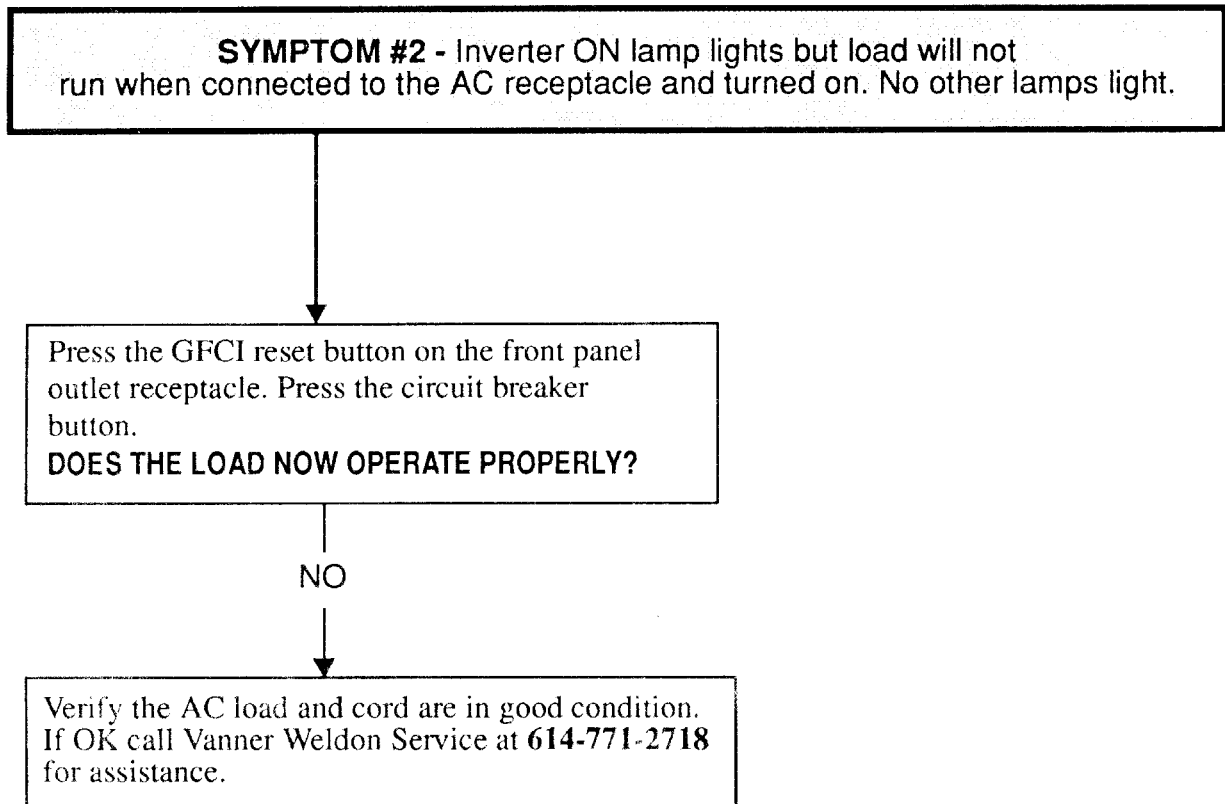 SYMPTOM #2 - Inverter ON lamp lights but load will not
run when connected to the AC receptacle and turned on. No other lamps light.
Press the GFCI reset button on the front panel
outlet receptacle. Press the circuit breaker
button.
DOES THE LOAD NOW OPERATE PROPERLY?
NO
Verify the AC load and cord are in good condition.
If OK call Vanner Weldon Service at 614-771-2718
for assistance.